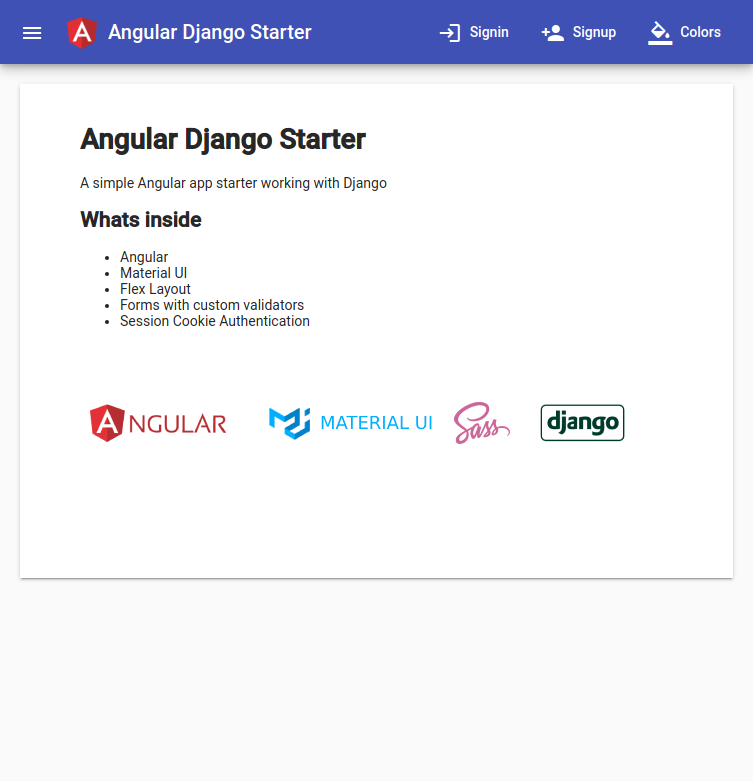 Angular Django Starter
Signin
Signup
Colors
Angular Django Starter
A simple Angular app starter working with Django
Whats inside
Angular
Material UI
Flex Layout
Forms with custom validators
Session Cookie Authentication
ANGULAR
MATERIAL UI
Sass
django